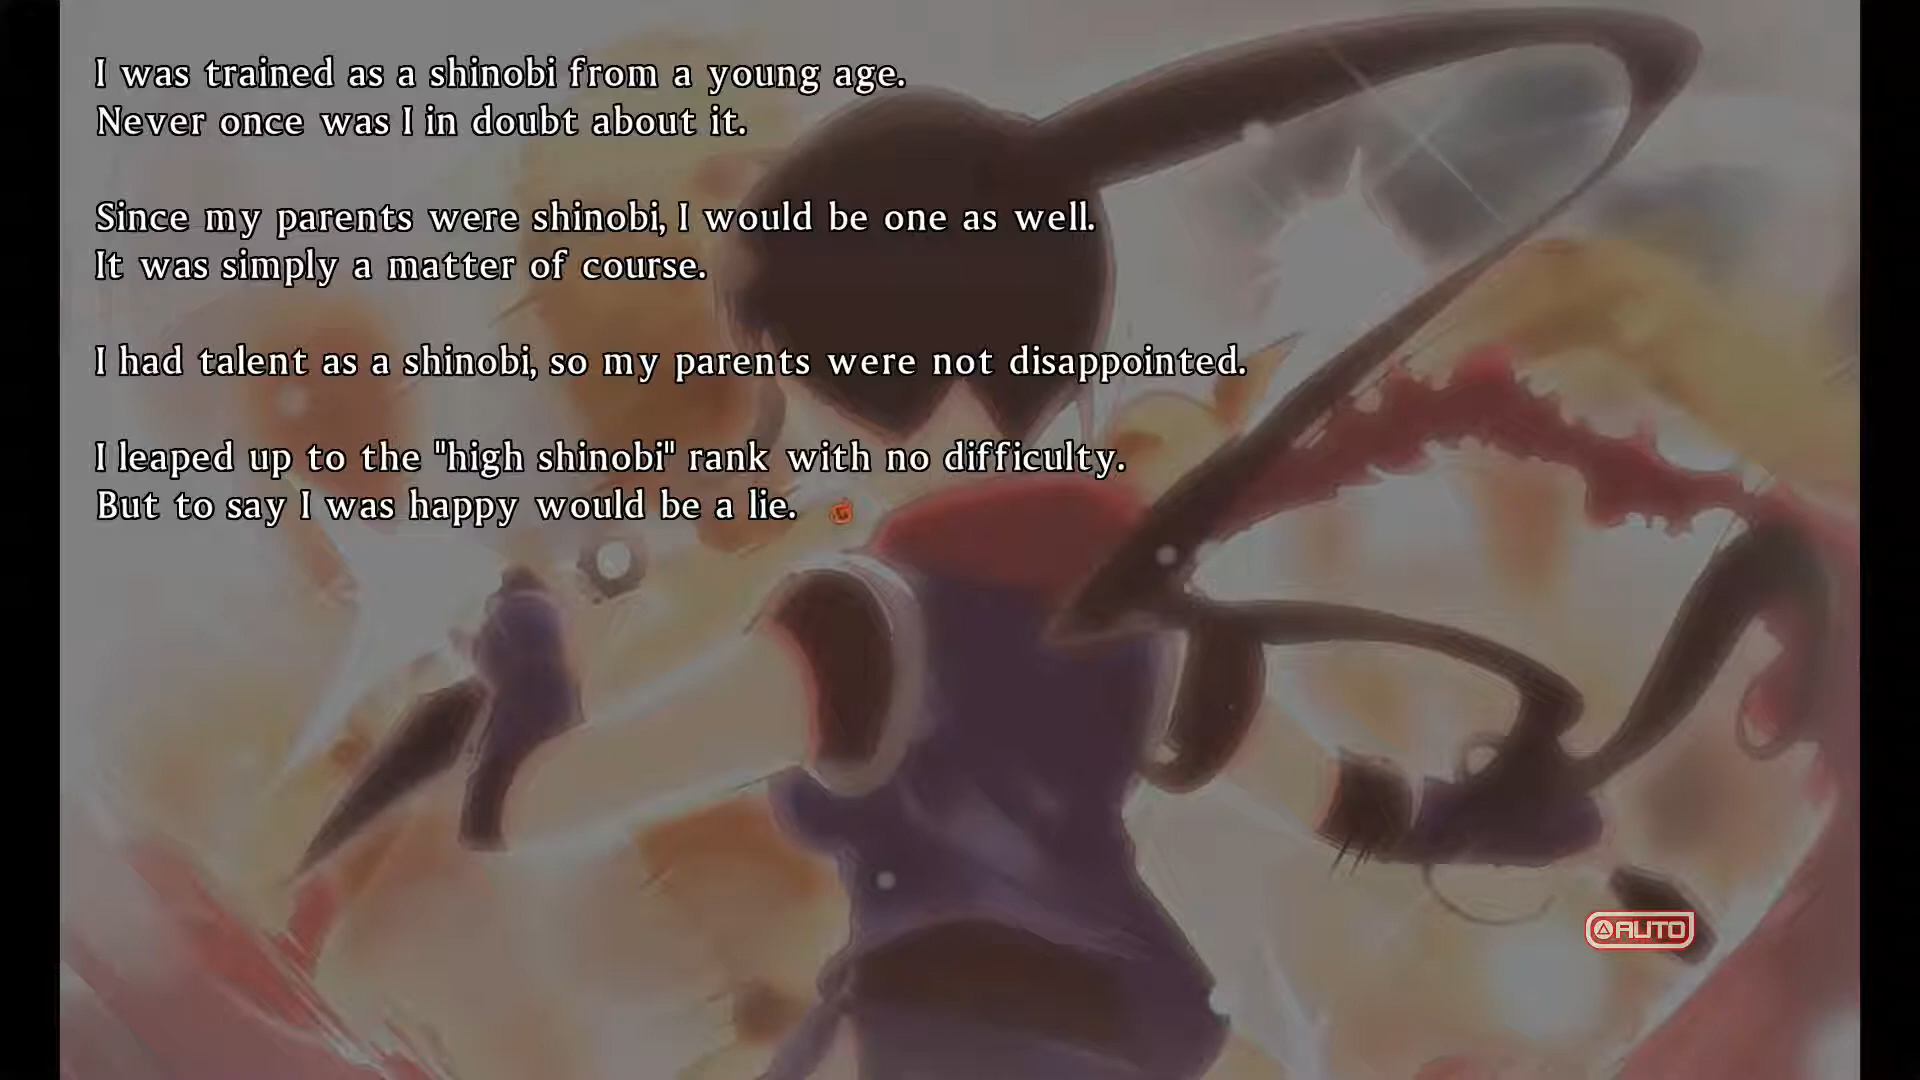 I was trained as a shinobi from a young age.
Never once was I in doubt about it.
Since my parents were shinobi, I would be one as well.
It was simply a matter of course.
I had talent as a shinobi, so my parents were not disappointed.
I leaped up to the "high shinobi" rank with no difficulty.
But to say I was happy would be a lie.
AUTO